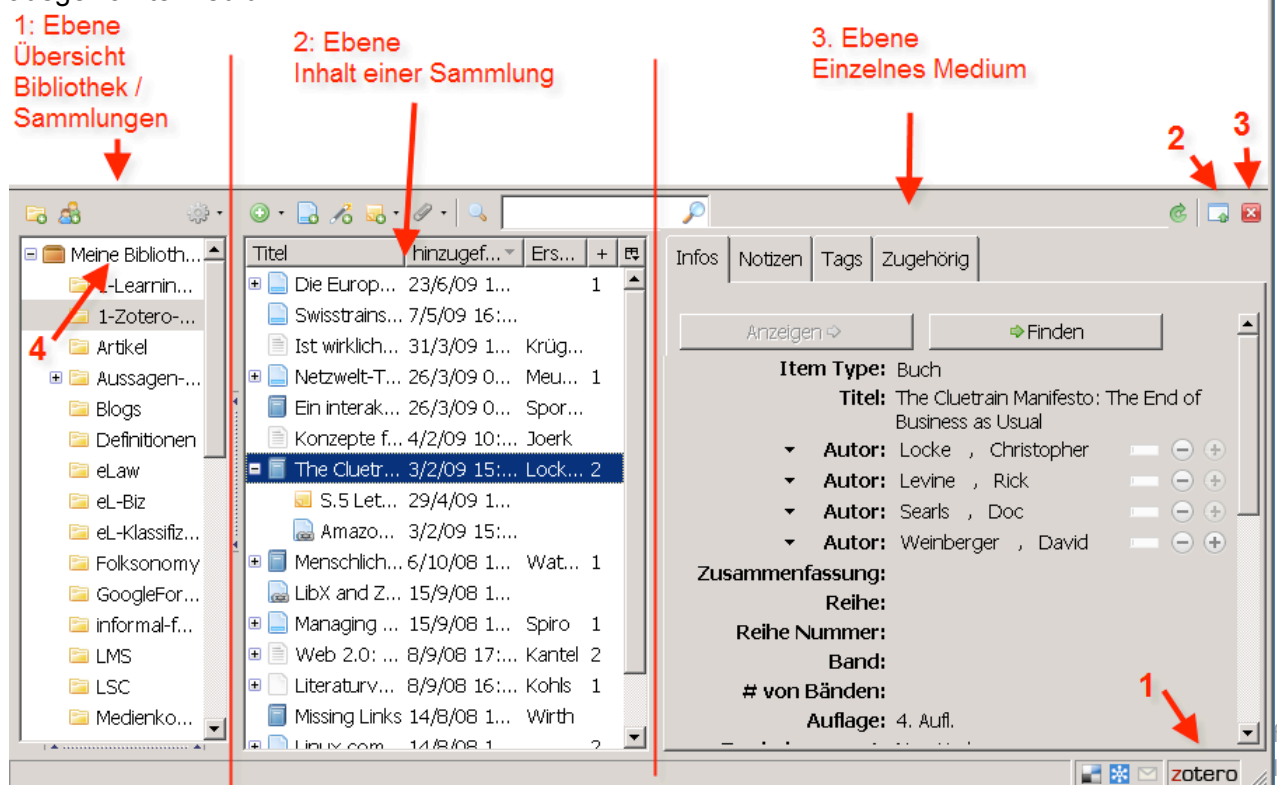 1: Ebene
Übersicht
Bibliothek /
Sammlungen
2: Ebene
Inhalt einer Sammlung
3. Ebene
Einzelnes Medium
2
3
Meine Biblioth...
-Learnin...
1-Zotero-...
4
Artikel
Aussagen-...
Blogs
Definitionen
eLaw
eL-Biz
eL-Klassifiz...
Folksonomy
GoogleFor...
informal-f...
LMS
LSC
Medienko...
Titel hinzugef... Ers... +
Die Europ... 23/6/09 1... 1
Swisstrains... 7/5/09 16:...
Ist wirklich... 31/3/09 1... Krüg...
Netzwelt-T... 26/3/09 0... Meu... 1
Ein interak... 26/3/09 0... Spor...
Konzepte f... 4/2/09 10:... Joerk
The Cluetr... 3/2/09 15:... Lock... 2
S.5 Let... 29/4/09 1...
Amazo... 3/2/09 15:...
Menschlich... 6/10/08 1... Wat... 1
LibX and Z... 15/9/08 1...
Managing ... 15/9/08 1... Spiro 1
Web 2.0: ... 8/9/08 17:... Kantel 2
Literaturv... 8/9/08 16:... Kohls 1
Missing Links 14/8/08 1... Wirth
Infos Notizen Tags Zugehörig
Anzeigen Finden
Item Type: Buch
Titel: The Cluetrain Manifesto: The End of
Business as Usual
Autor: Locke , Christopher
Autor: Levine , Rick
Autor: Searls , Doc
Autor: Weinberger , David
Zusammenfassung:
Reihe:
Reihe Nummer:
Band:
# von Bänden:
Auflage: 4. Aufl.
1
zotero